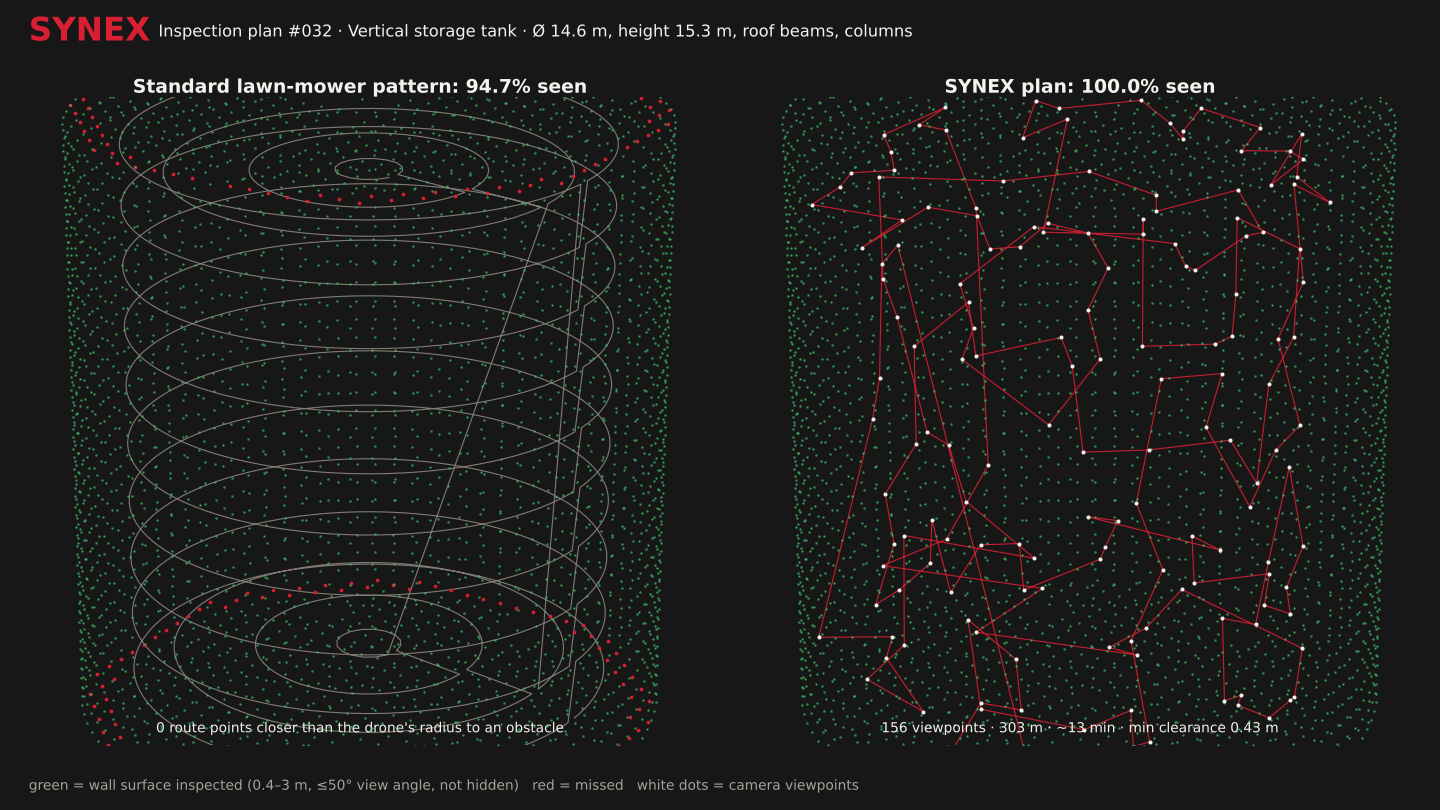 SYNEX Inspection plan #032 · Vertical storage tank · Ø 14.6 m, height 15.3 m, roof beams, columns
Standard lawn-mower pattern: 94.7% seen
SYNEX plan: 100.0% seen
0 route points closer than the drone's radius to an obstacle
156 viewpoints · 303 m · ~13 min · min clearance 0.43 m
green = wall surface inspected (0.4–3 m, ≤50° view angle, not hidden)   red = missed   white dots = camera viewpoints